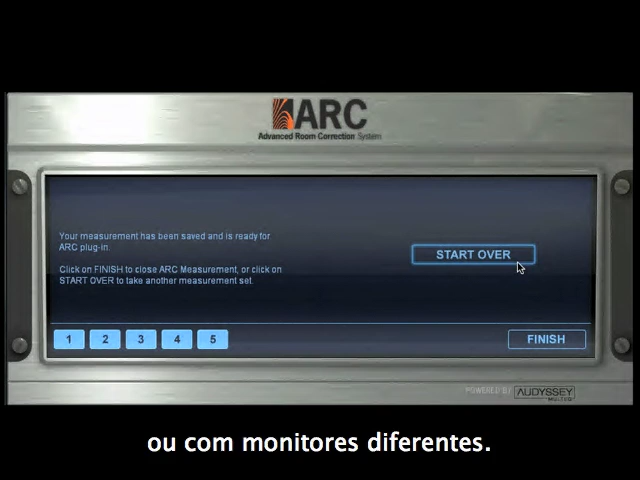 ARC
Advanced Room Correction System
Your measurement has been saved and is ready for
ARC plug-in.
Click on FINISH to close ARC Measurement, or click on
START OVER to take another measurement set.
START OVER
1 2 3 4 5
FINISH
POWERED BY AUDYSSEY
MULTEQ
ou com monitores diferentes.